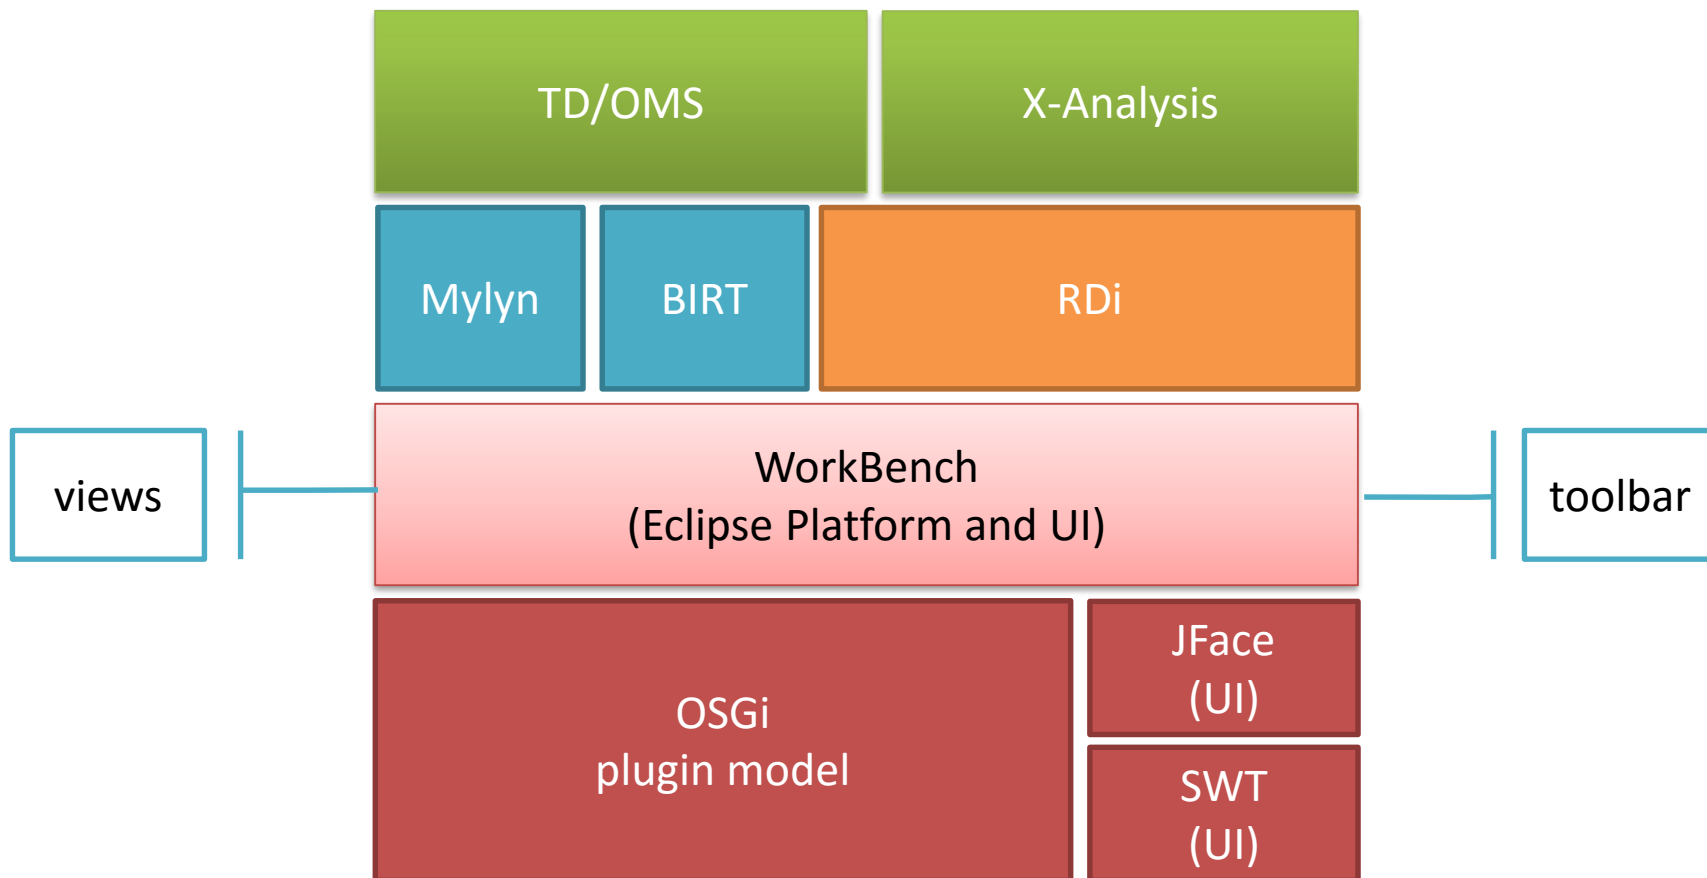 TD/OMS
X-Analysis
Mylyn
BIRT
RDi
views
WorkBench
(Eclipse Platform and UI)
toolbar
OSGi
plugin model
JFace
(UI)
SWT
(UI)